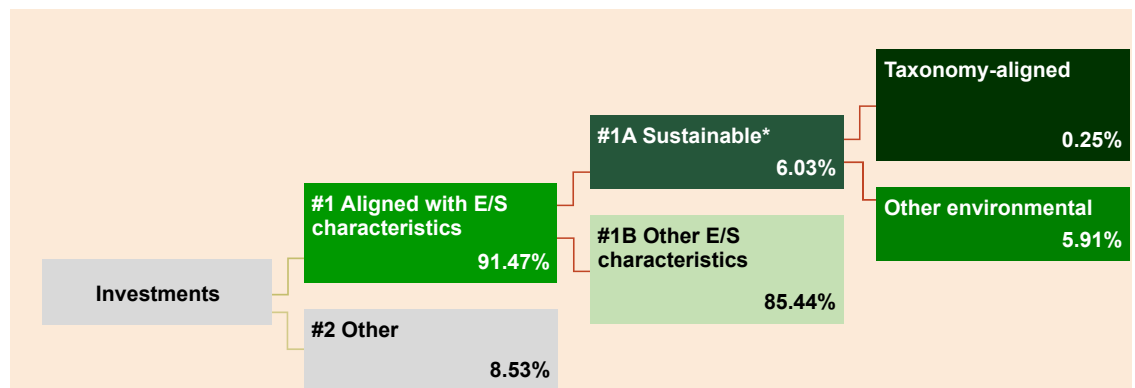 Investments
#1 Aligned with E/S
characteristics
91.47%
#2 Other
8.53%
#1A Sustainable*
6.03%
#1B Other E/S
characteristics
85.44%
Taxonomy-aligned
0.25%
Other environmental
5.91%